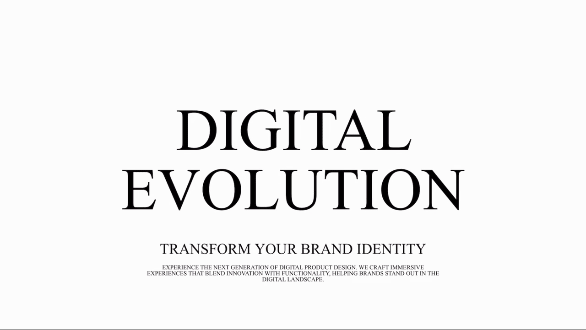 DIGITAL
EVOLUTION
TRANSFORM YOUR BRAND IDENTITY
EXPERIENCE THE NEXT GENERATION OF DIGITAL PRODUCT DESIGN. WE CRAFT IMMERSIVE
EXPERIENCES THAT BLEND INNOVATION WITH FUNCTIONALITY, HELPING BRANDS STAND OUT IN THE
DIGITAL LANDSCAPE.